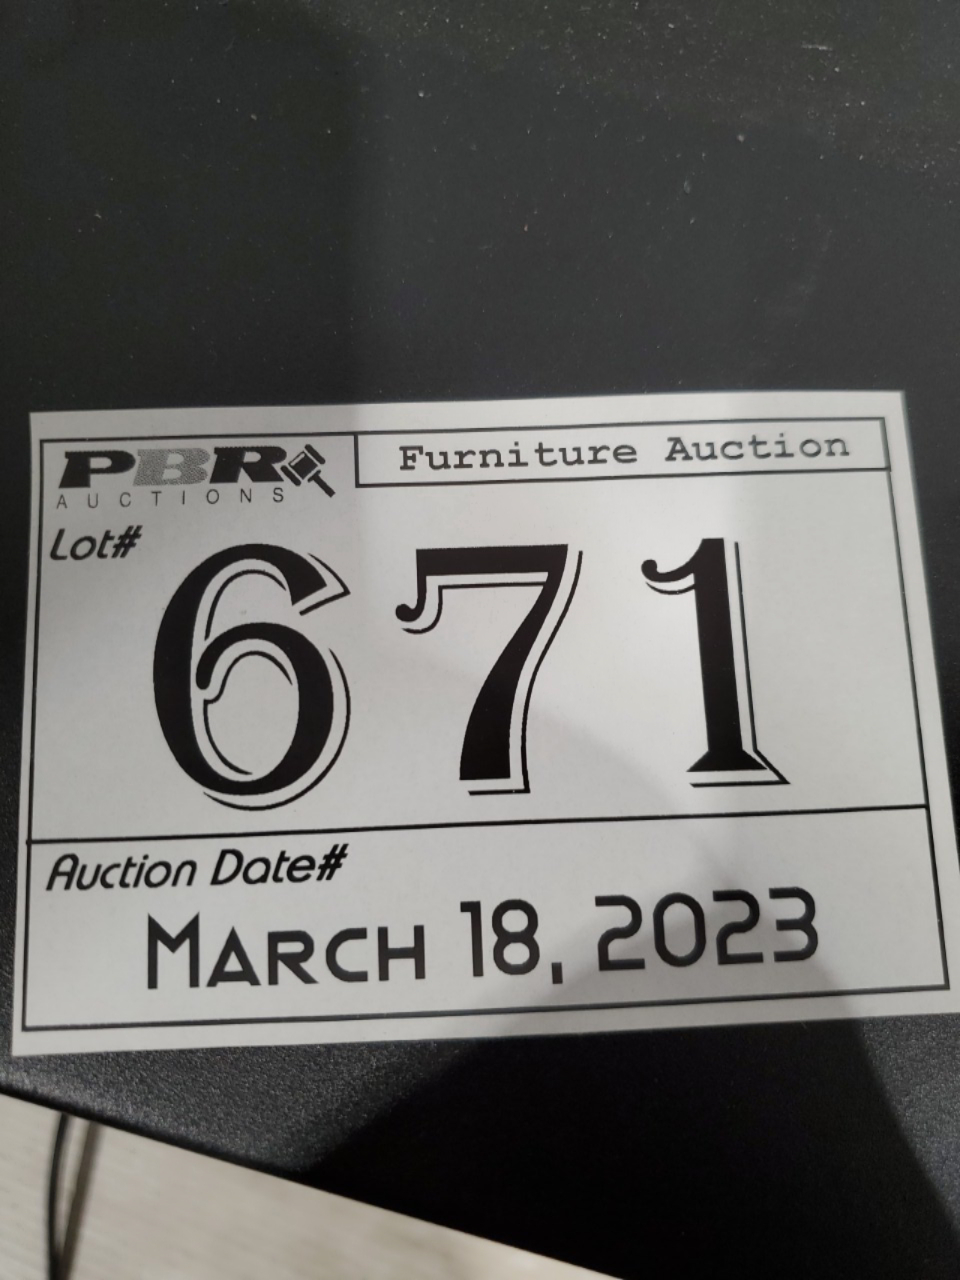 PBR
AUCTIONS
Furniture Auction
Lot#
671
Auction Date#
March 18, 2023